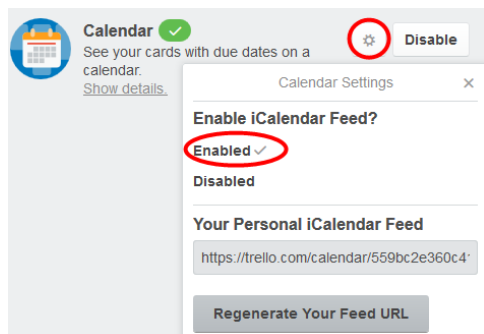 Calendar
Disable
See your cards with due dates on a
calendar.
Show details.
Calendar Settings
Enable iCalendar Feed?
Enabled
Disabled
Your Personal iCalendar Feed
https://trello.com/calendar/559bc2e360c4
Regenerate Your Feed URL